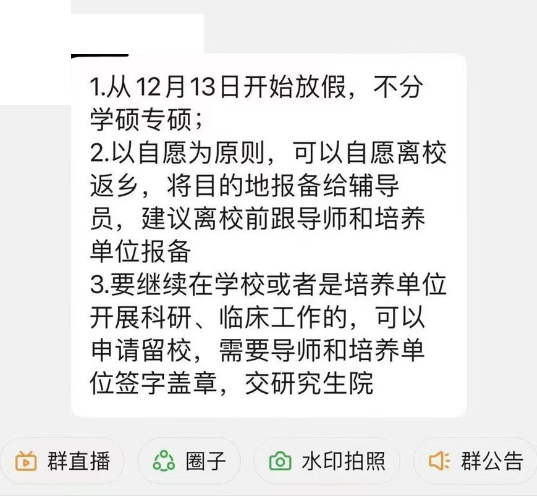 1.从12月13日开始放假，不分
学硕专硕；
2.以自愿为原则，可以自愿离校
返乡，将目的地报备给辅导
员，建议离校前跟导师和培养
单位报备
3.要继续在学校或者是培养单位
开展科研、临床工作的，可以
申请留校，需要导师和培养单
位签字盖章，交研究生院
群直播 圈子 水印拍照 群公告